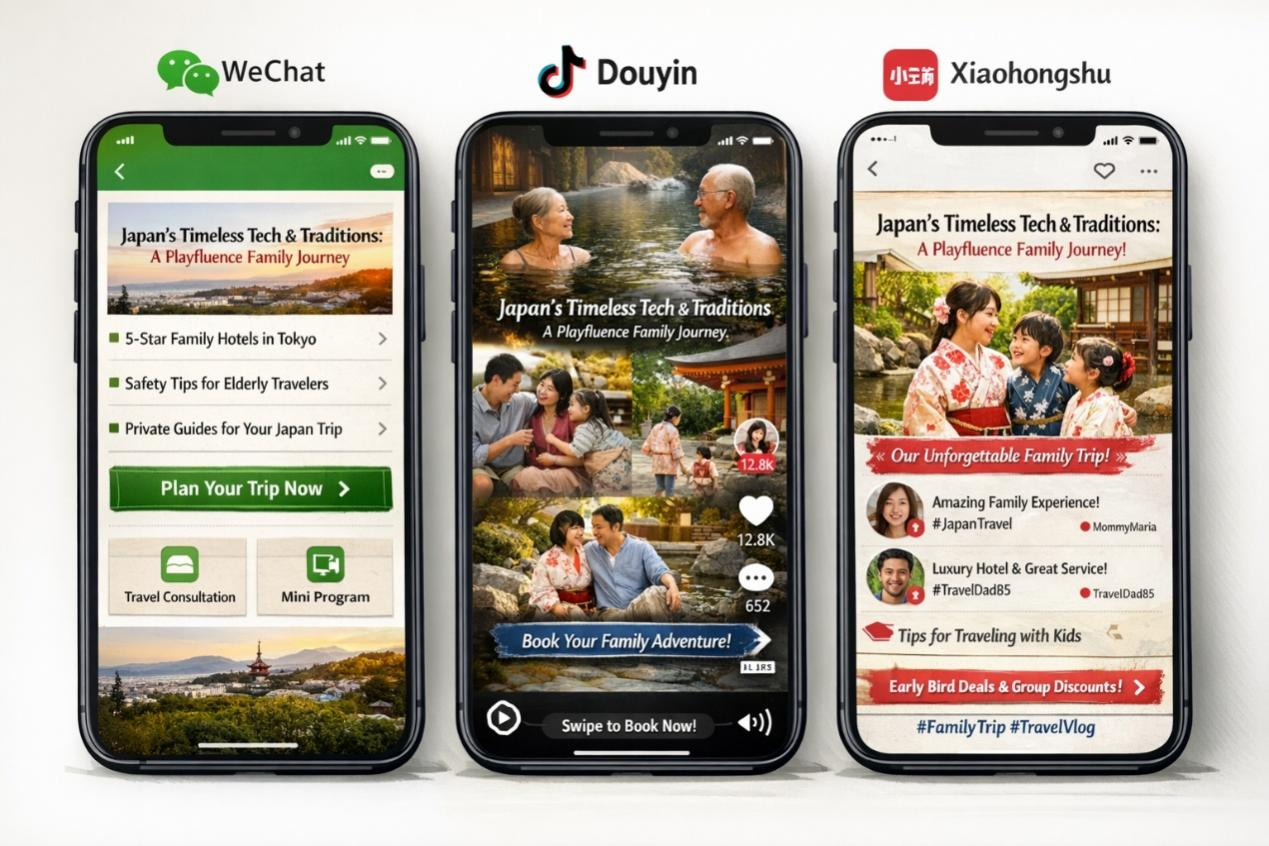 WeChat
Japan's Timeless Tech & Traditions:
A Playfluence Family Journey
5-Star Family Hotels in Tokyo
Safety Tips for Elderly Travelers
Private Guides for Your Japan Trip
Plan Your Trip Now
Travel Consultation
Mini Program
Douyin
Japan's Timeless Tech & Traditions
A Playfluence Family Journey.
12.8K
12.8K
652
Book Your Family Adventure!
Swipe to Book Now!
Xiaohongshu
Japan's Timeless Tech & Traditions:
A Playfluence Family Journey!
« Our Unforgettable Family Trip! »
Amazing Family Experience!
#JapanTravel
MommyMaria
Luxury Hotel & Great Service!
#TravelDad85
TravelDad85
Tips for Traveling with Kids
Early Bird Deals & Group Discounts!
#FamilyTrip #TravelVlog